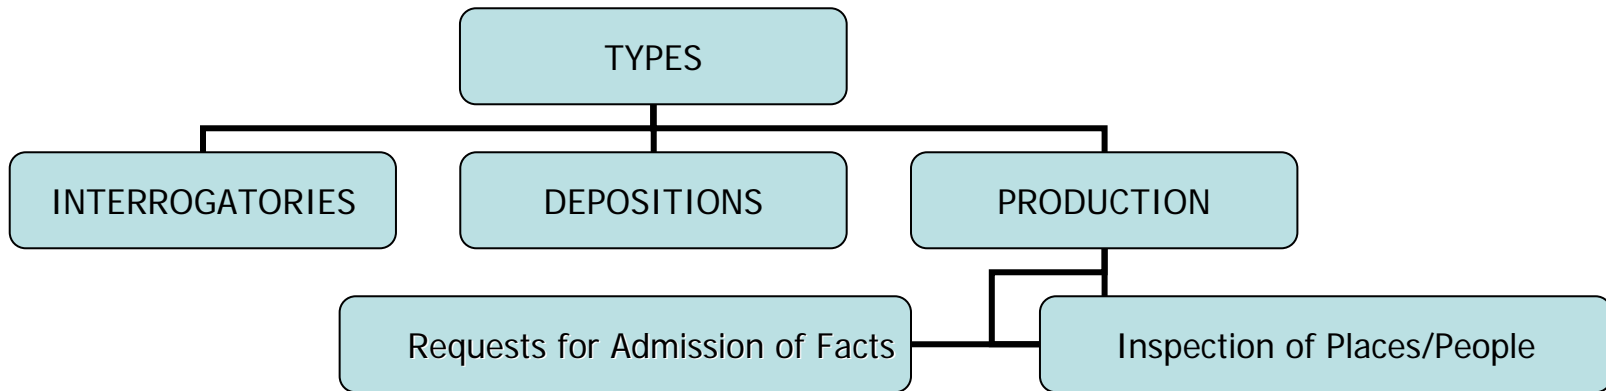 TYPES
INTERROGATORIES
DEPOSITIONS
PRODUCTION
Requests for Admission of Facts
Inspection of Places/People